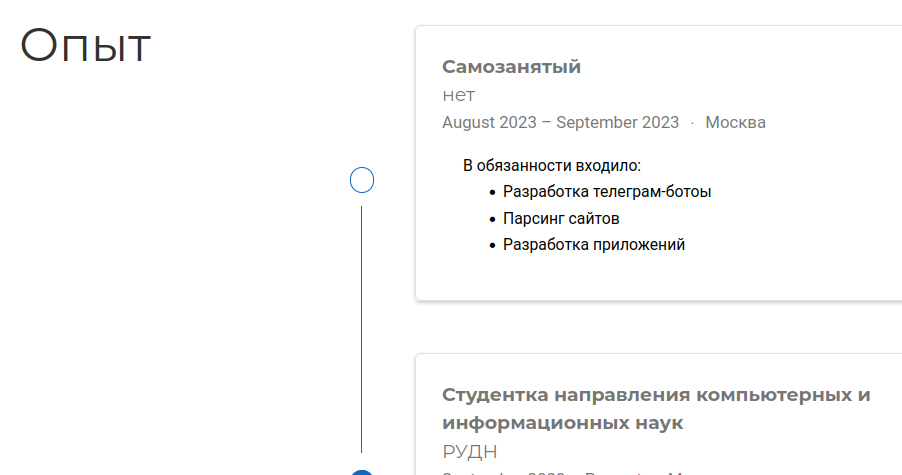 Опыт
Самозанятый
нет
August 2023 – September 2023 · Москва
В обязанности входило:
• Разработка телеграм-ботоы
• Парсинг сайтов
• Разработка приложений
Студентка направления компьютерных и
информационных наук
РУДН